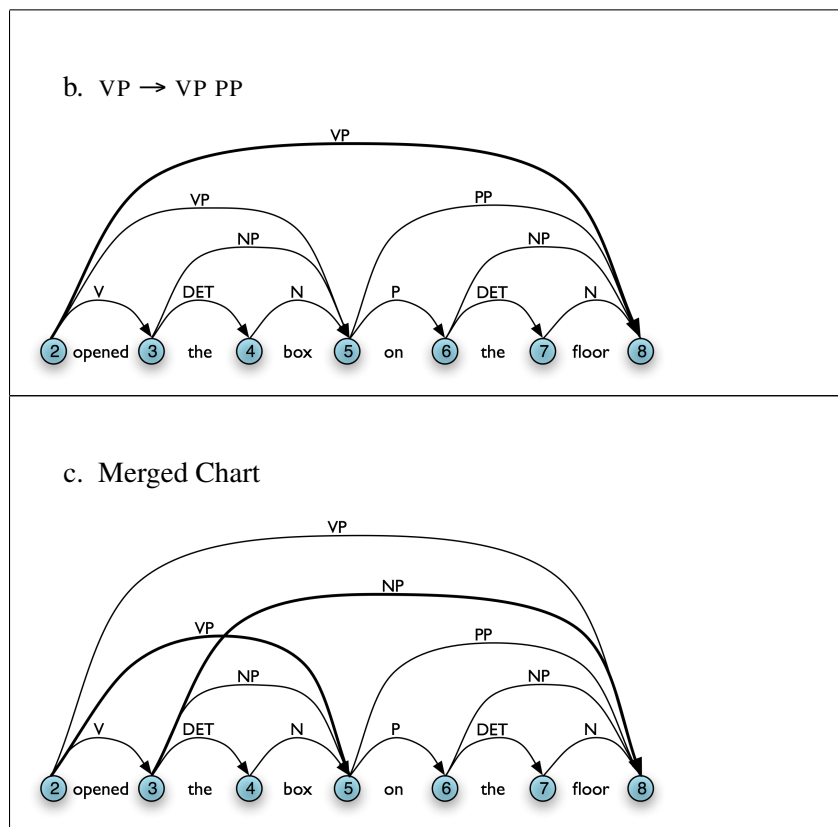 b. VP → VP PP
VP
VP
PP
NP
NP
V
DET
N
P
DET
N
2 opened 3 the 4 box 5 on 6 the 7 floor 8
c. Merged Chart
VP
NP
VP
PP
NP
NP
V
DET
N
P
DET
N
2 opened 3 the 4 box 5 on 6 the 7 floor 8